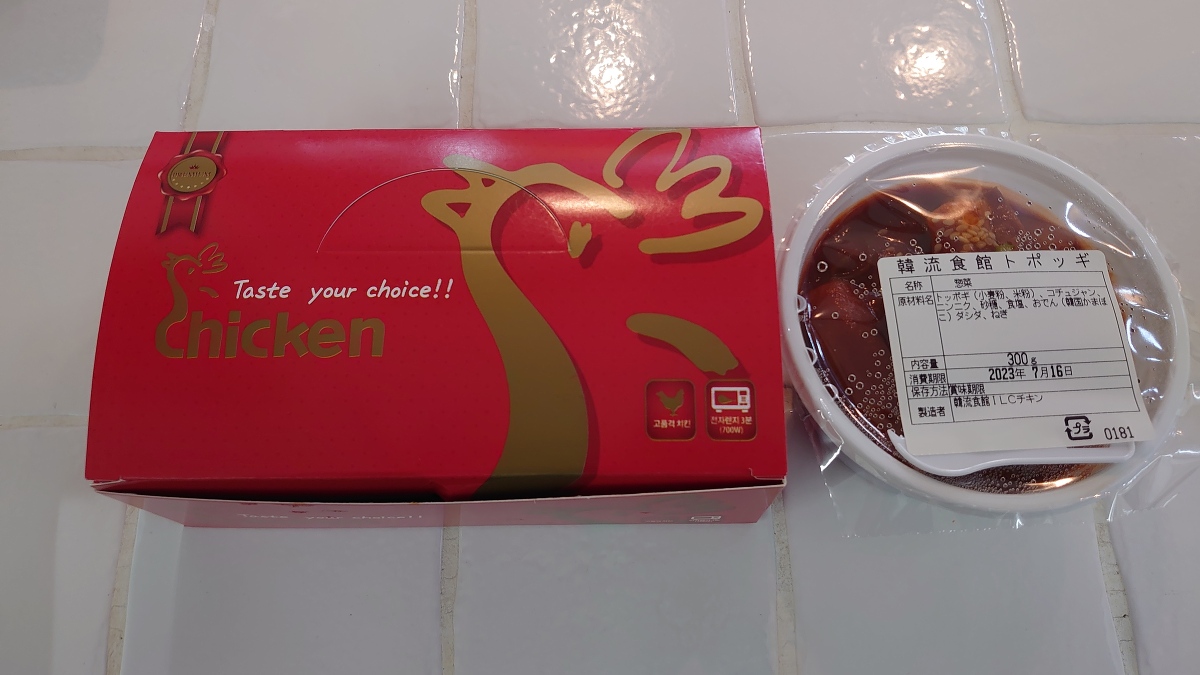 PREMIUM
Taste your choice!!
Chicken
고품격 치킨
전자렌지 3분
(700W)
Taste your choice!!
韓流食館トポッギ
名称 惣菜
原材料名 トッポギ（小麦粉、米粉）、コチュジャン、
ニンニク、砂糖、食塩、おでん（韓国かまぼ
こ）ダシダ、ねぎ
内容量 300g
消費期限 2023年 7月16日
保存方法 賞味期限
製造者 韓流食館ILCチキン
プラ 0181